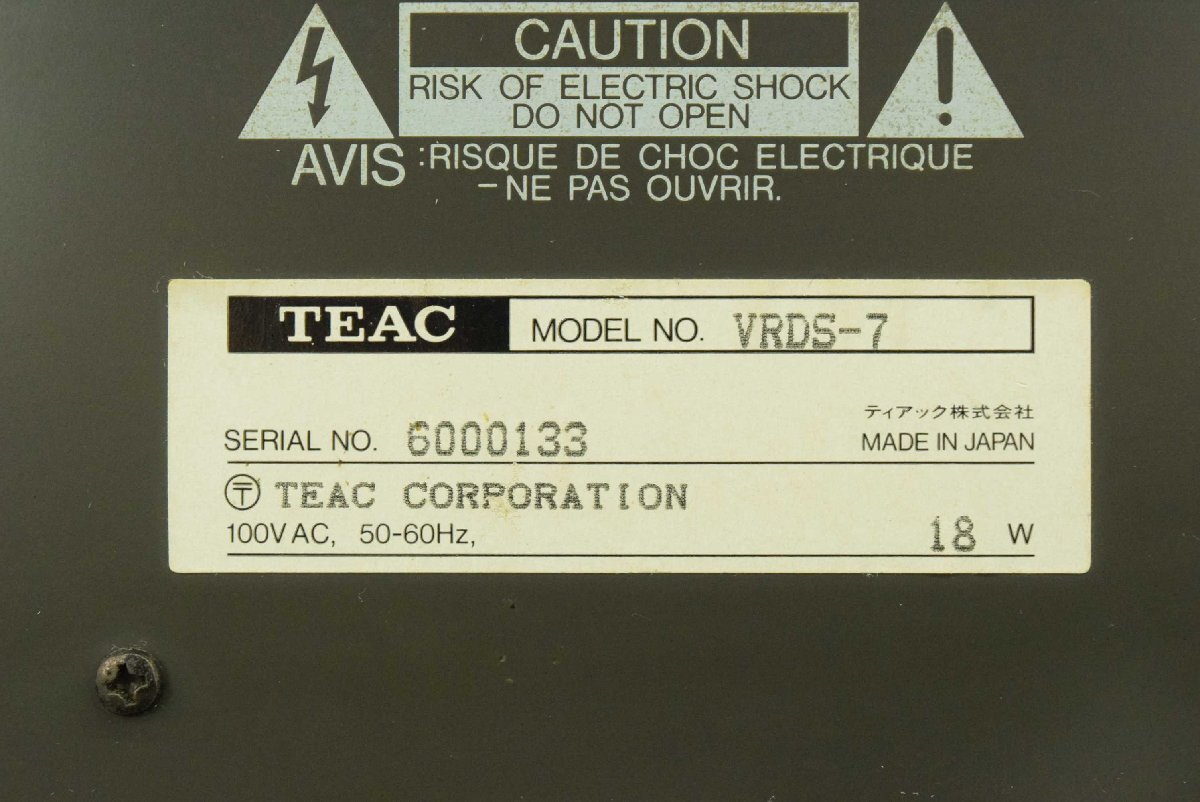 CAUTION
RISK OF ELECTRIC SHOCK
DO NOT OPEN
AVIS :RISQUE DE CHOC ELECTRIQUE
–NE PAS OUVRIR.
TEAC MODEL NO. VRDS-7
ティアック株式会社
SERIAL NO. 6000133 MADE IN JAPAN
〶 TEAC CORPORATION
100V AC, 50-60Hz, 18 W